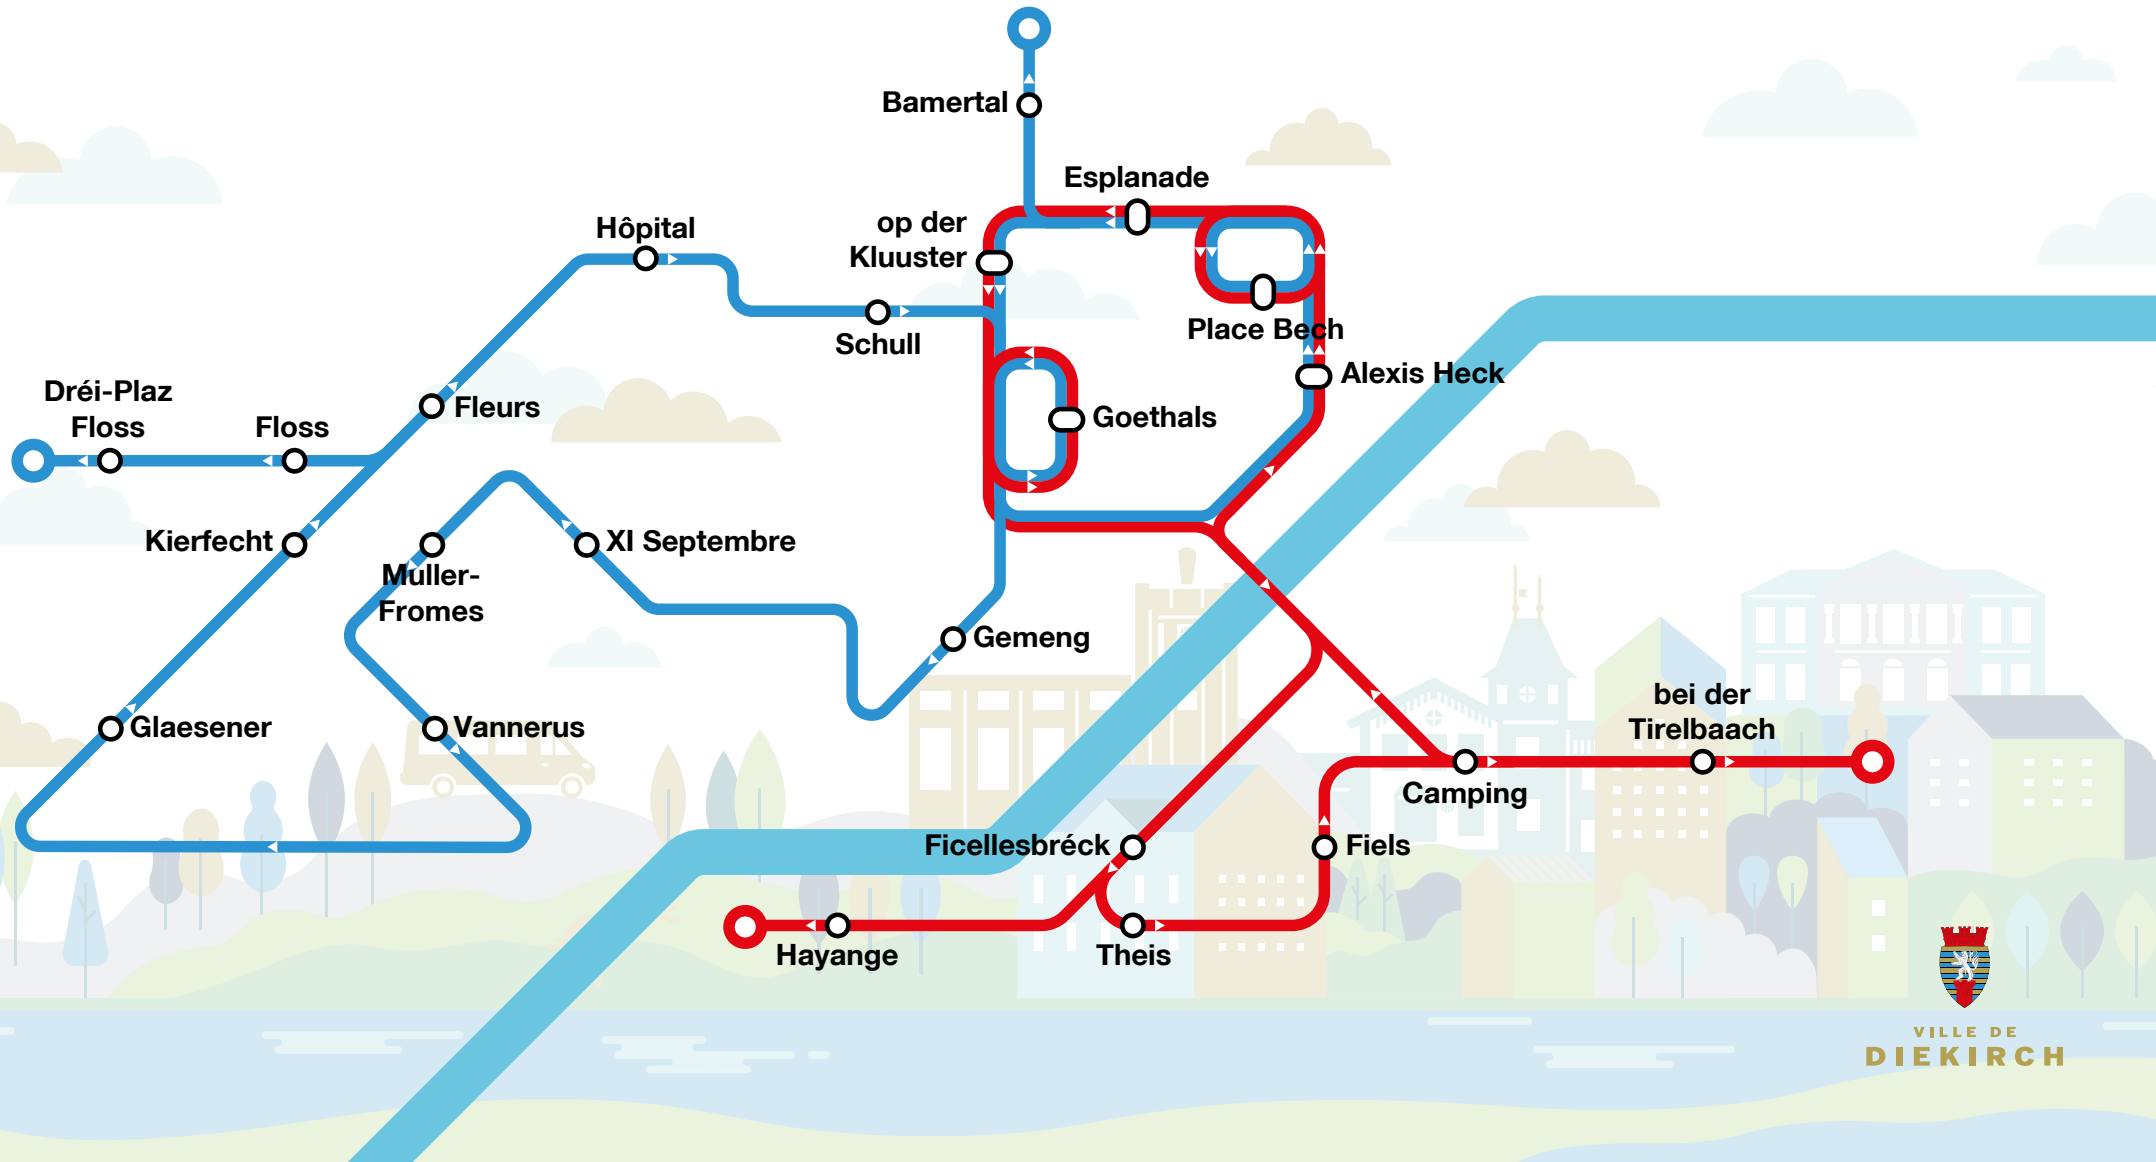 Bamertal
Esplanade
op der
Kluuster
Hôpital
Schull
Place Bech
Alexis Heck
Dréi-Plaz
Floss
Floss
Fleurs
Goethals
Kierfecht
XI Septembre
Muller-
Fromes
Gemeng
Glaesener
Vannerus
bei der
Tirelbaach
Camping
Ficellesbréck
Fiels
Hayange
Theis
VILLE DE
DIEKIRCH